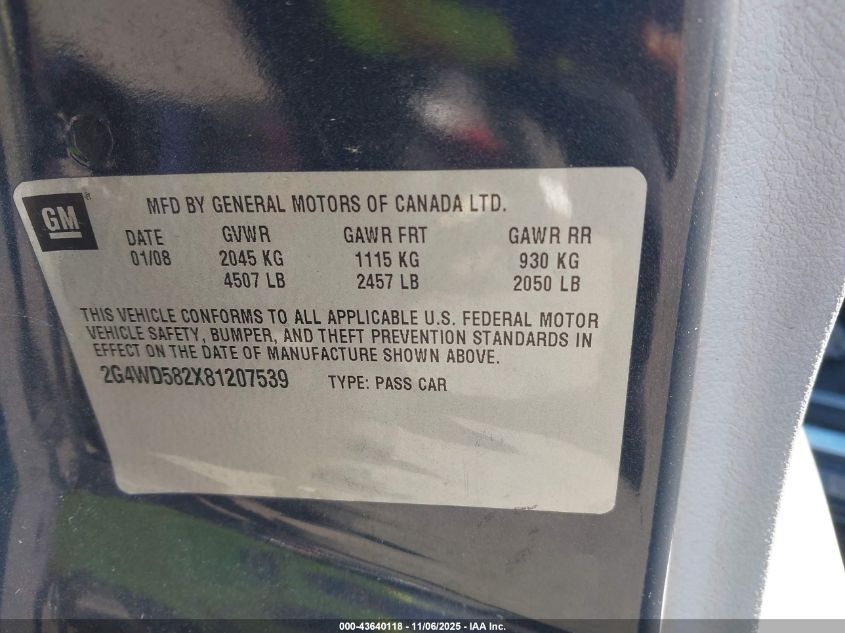 GM
®
MFD BY GENERAL MOTORS OF CANADA LTD.
DATE GVWR GAWR FRT GAWR RR
01/08 2045 KG 1115 KG 930 KG
4507 LB 2457 LB 2050 LB
THIS VEHICLE CONFORMS TO ALL APPLICABLE U.S. FEDERAL MOTOR
VEHICLE SAFETY, BUMPER, AND THEFT PREVENTION STANDARDS IN
EFFECT ON THE DATE OF MANUFACTURE SHOWN ABOVE.
2G4WD582X81207539 TYPE: PASS CAR
000-43640118 - 11/06/2025 - IAA Inc.